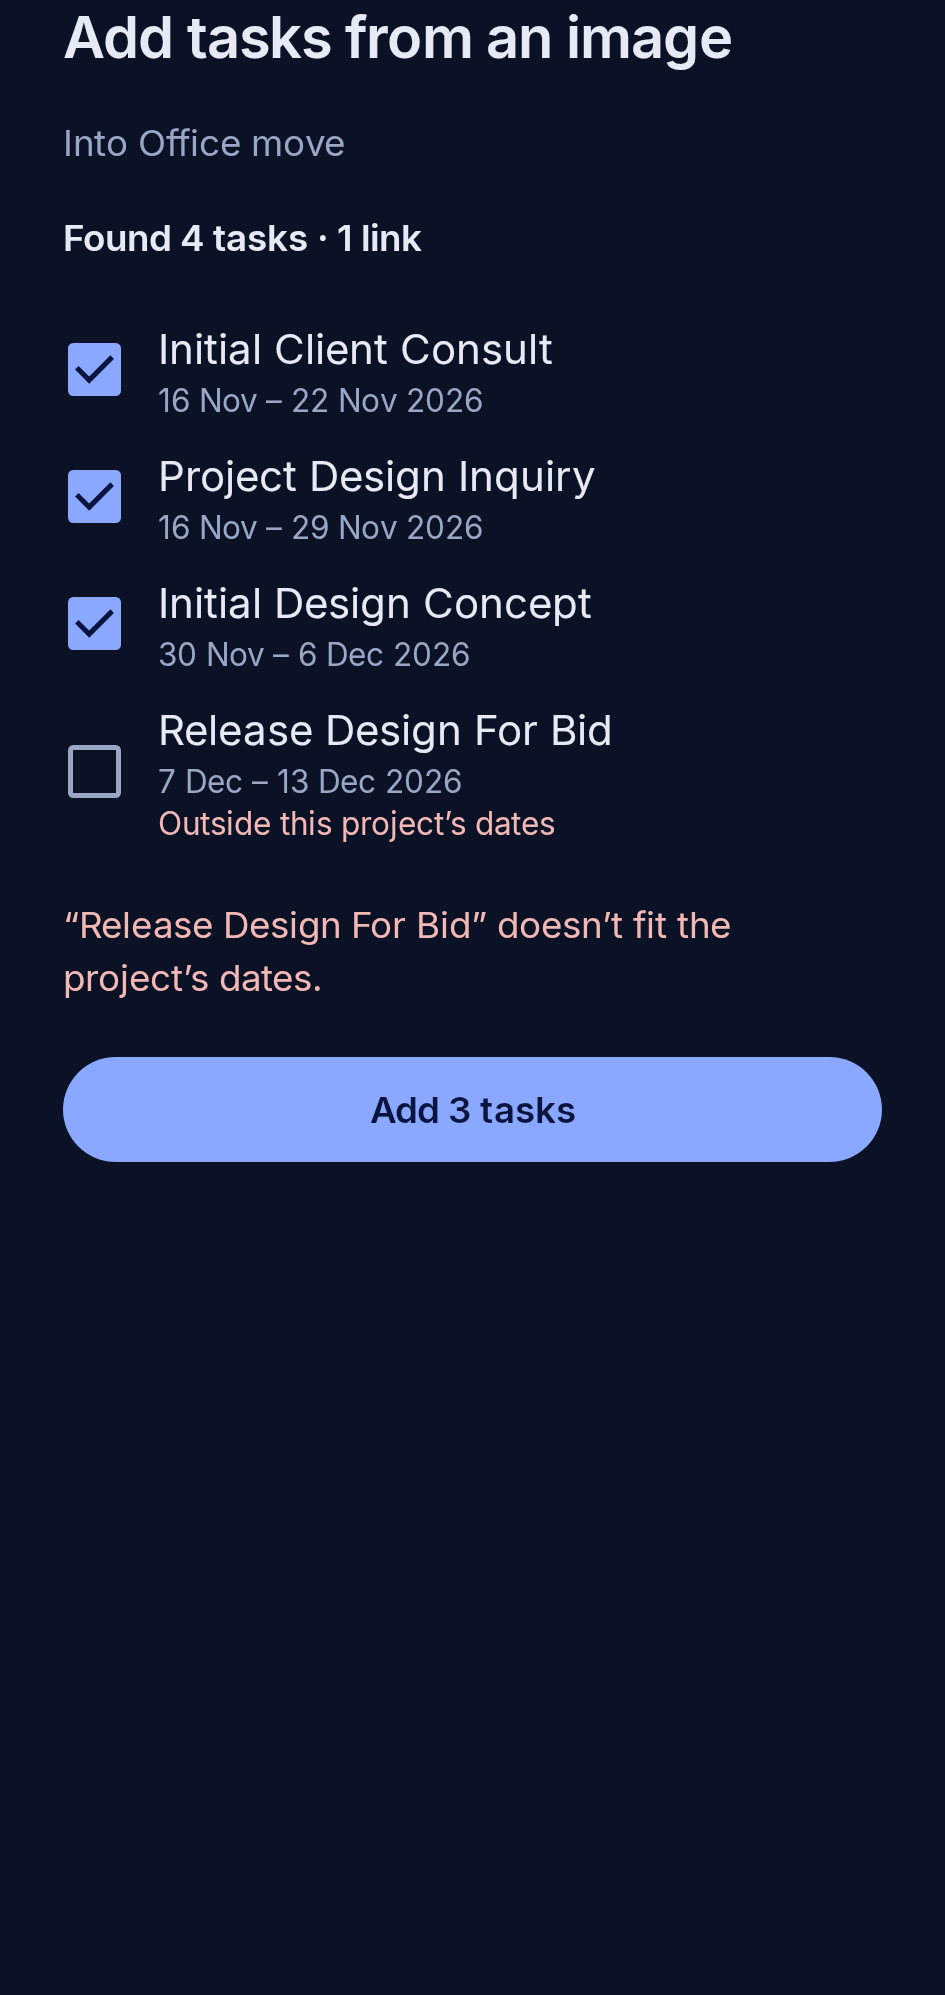 Add tasks from an image
Into Office move
Found 4 tasks · 1 link
Initial Client Consult
16 Nov – 22 Nov 2026
Project Design Inquiry
16 Nov – 29 Nov 2026
Initial Design Concept
30 Nov – 6 Dec 2026
Release Design For Bid
7 Dec – 13 Dec 2026
Outside this project’s dates
“Release Design For Bid” doesn’t fit the
project’s dates.
Add 3 tasks